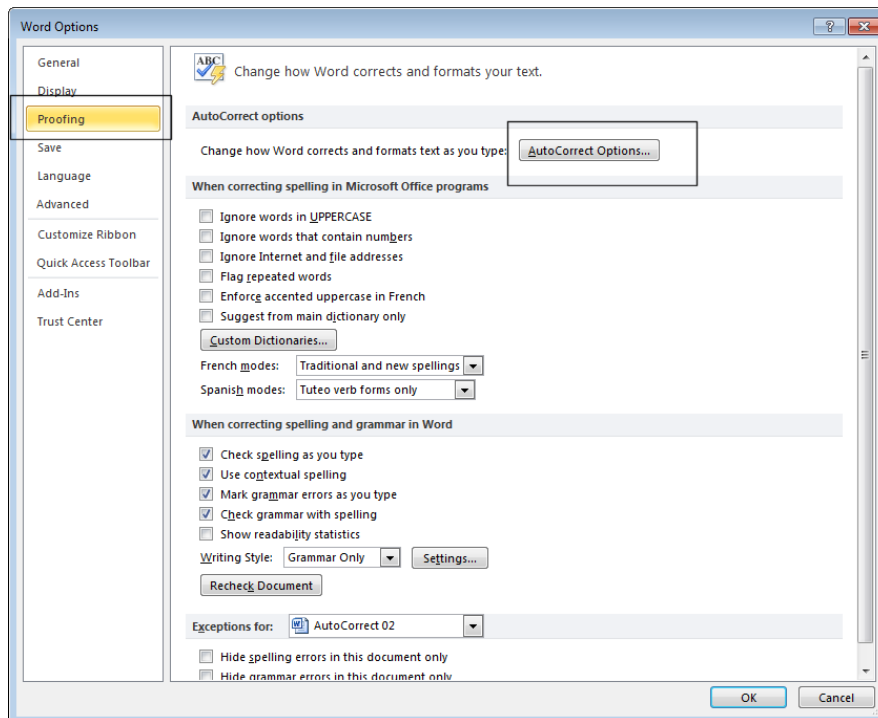 Word Options
General
Display
Proofing
Save
Language
Advanced
Customize Ribbon
Quick Access Toolbar
Add-Ins
Trust Center
ABC
Change how Word corrects and formats your text.
AutoCorrect options
Change how Word corrects and formats text as you type: AutoCorrect Options...
When correcting spelling in Microsoft Office programs
Ignore words in UPPERCASE
Ignore words that contain numbers
Ignore Internet and file addresses
Flag repeated words
Enforce accented uppercase in French
Suggest from main dictionary only
Custom Dictionaries...
French modes: Traditional and new spellings
Spanish modes: Tuteo verb forms only
When correcting spelling and grammar in Word
Check spelling as you type
Use contextual spelling
Mark grammar errors as you type
Check grammar with spelling
Show readability statistics
Writing Style: Grammar Only Settings...
Recheck Document
Exceptions for: AutoCorrect 02
Hide spelling errors in this document only
Hide grammar errors in this document only
OK Cancel